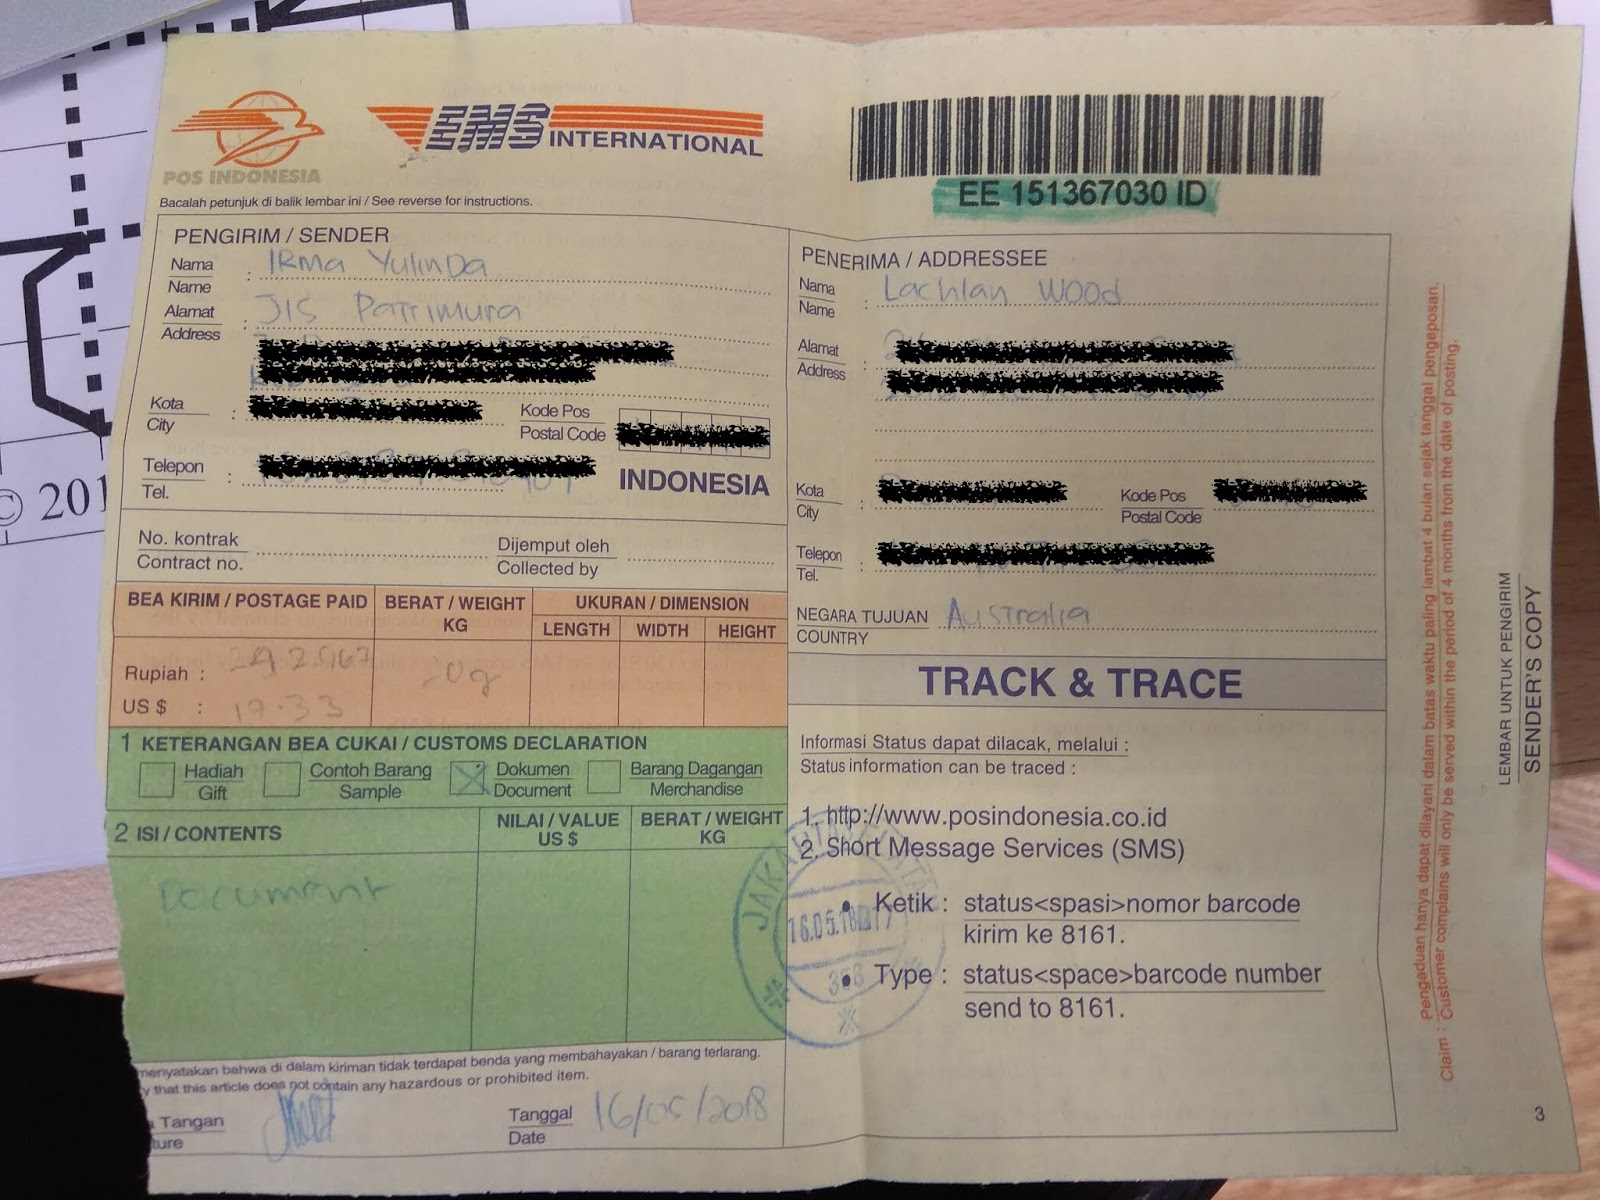 POS INDONESIA
EMS INTERNATIONAL
EE 151367030 ID
Bacalah petunjuk di balik lembar ini / See reverse for instructions.
PENGIRIM / SENDER
Nama
Name : IRMA YULINDA
Alamat
Address : JIS Pattimura
Kota
City :
Kode Pos
Postal Code
Telepon
Tel. :
INDONESIA
No. kontrak
Contract no.
Dijemput oleh
Collected by
PENERIMA / ADDRESSEE
Nama
Name : Lachlan Wood
Alamat
Address :
Kota
City :
Kode Pos
Postal Code
Telepon
Tel. :
NEGARA TUJUAN Australia
COUNTRY
BEA KIRIM / POSTAGE PAID
BERAT / WEIGHT
KG
UKURAN / DIMENSION
LENGTH WIDTH HEIGHT
Rupiah :
US $ : 17.33
1 KETERANGAN BEA CUKAI / CUSTOMS DECLARATION
Hadiah
Gift
Contoh Barang
Sample
Dokumen
Document
Barang Dagangan
Merchandise
2 ISI / CONTENTS
NILAI / VALUE
US $
BERAT / WEIGHT
KG
Document
menyatakan bahwa di dalam kiriman tidak terdapat benda yang membahayakan / barang terlarang.
y that this article does not contain any hazardous or prohibited item.
Tangan
ture
Tanggal
Date 16/05/2018
TRACK & TRACE
Informasi Status dapat dilacak, melalui :
Status information can be traced :
1. http://www.posindonesia.co.id
2. Short Message Services (SMS)
• Ketik : status<spasi>nomor barcode
kirim ke 8161.
• Type : status<space>barcode number
send to 8161.
16.05.18
Pengaduan hanya dapat dilayani dalam batas waktu paling lambat 4 bulan sejak tanggal pengeposan.
Claim : Customer complains will only be served within the period of 4 months from the date of posting.
LEMBAR UNTUK PENGIRIM
SENDER'S COPY
3
© 201